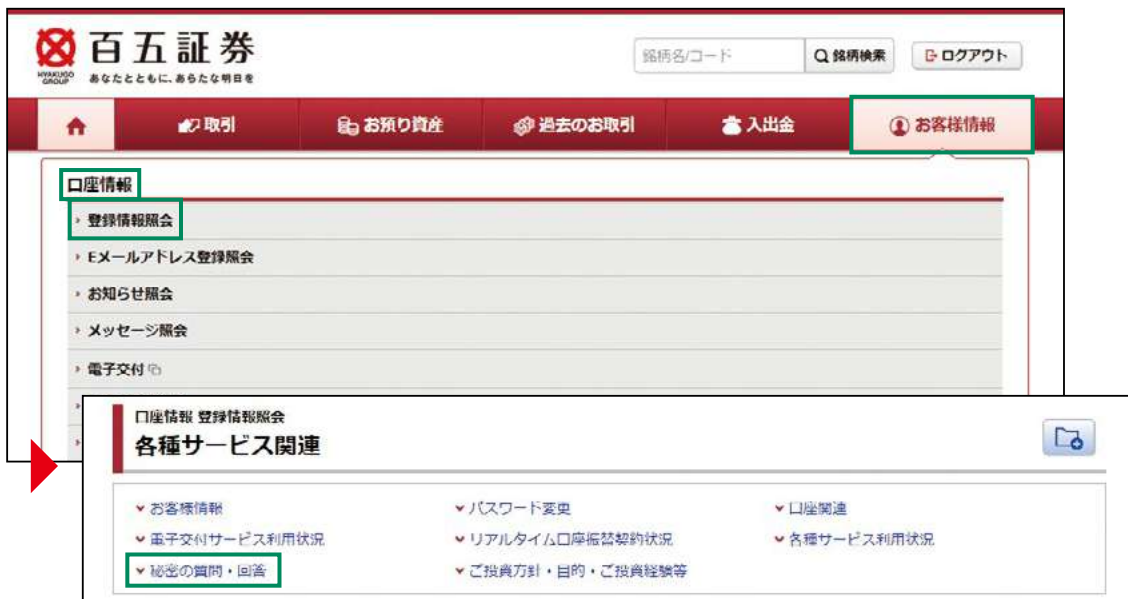 百五証券
HYAKUGO GROUP
あなたとともに、あらたな明日を
銘柄名/コード
銘柄検索
ログアウト
取引
お預り資産
過去のお取引
入出金
お客様情報
口座情報
登録情報照会
Eメールアドレス登録照会
お知らせ照会
メッセージ照会
電子交付
口座情報 登録情報照会
各種サービス関連
お客様情報
パスワード変更
口座関連
電子交付サービス利用状況
リアルタイム口座振替契約状況
各種サービス利用状況
秘密の質問・回答
ご投資方針・目的・ご投資経験等